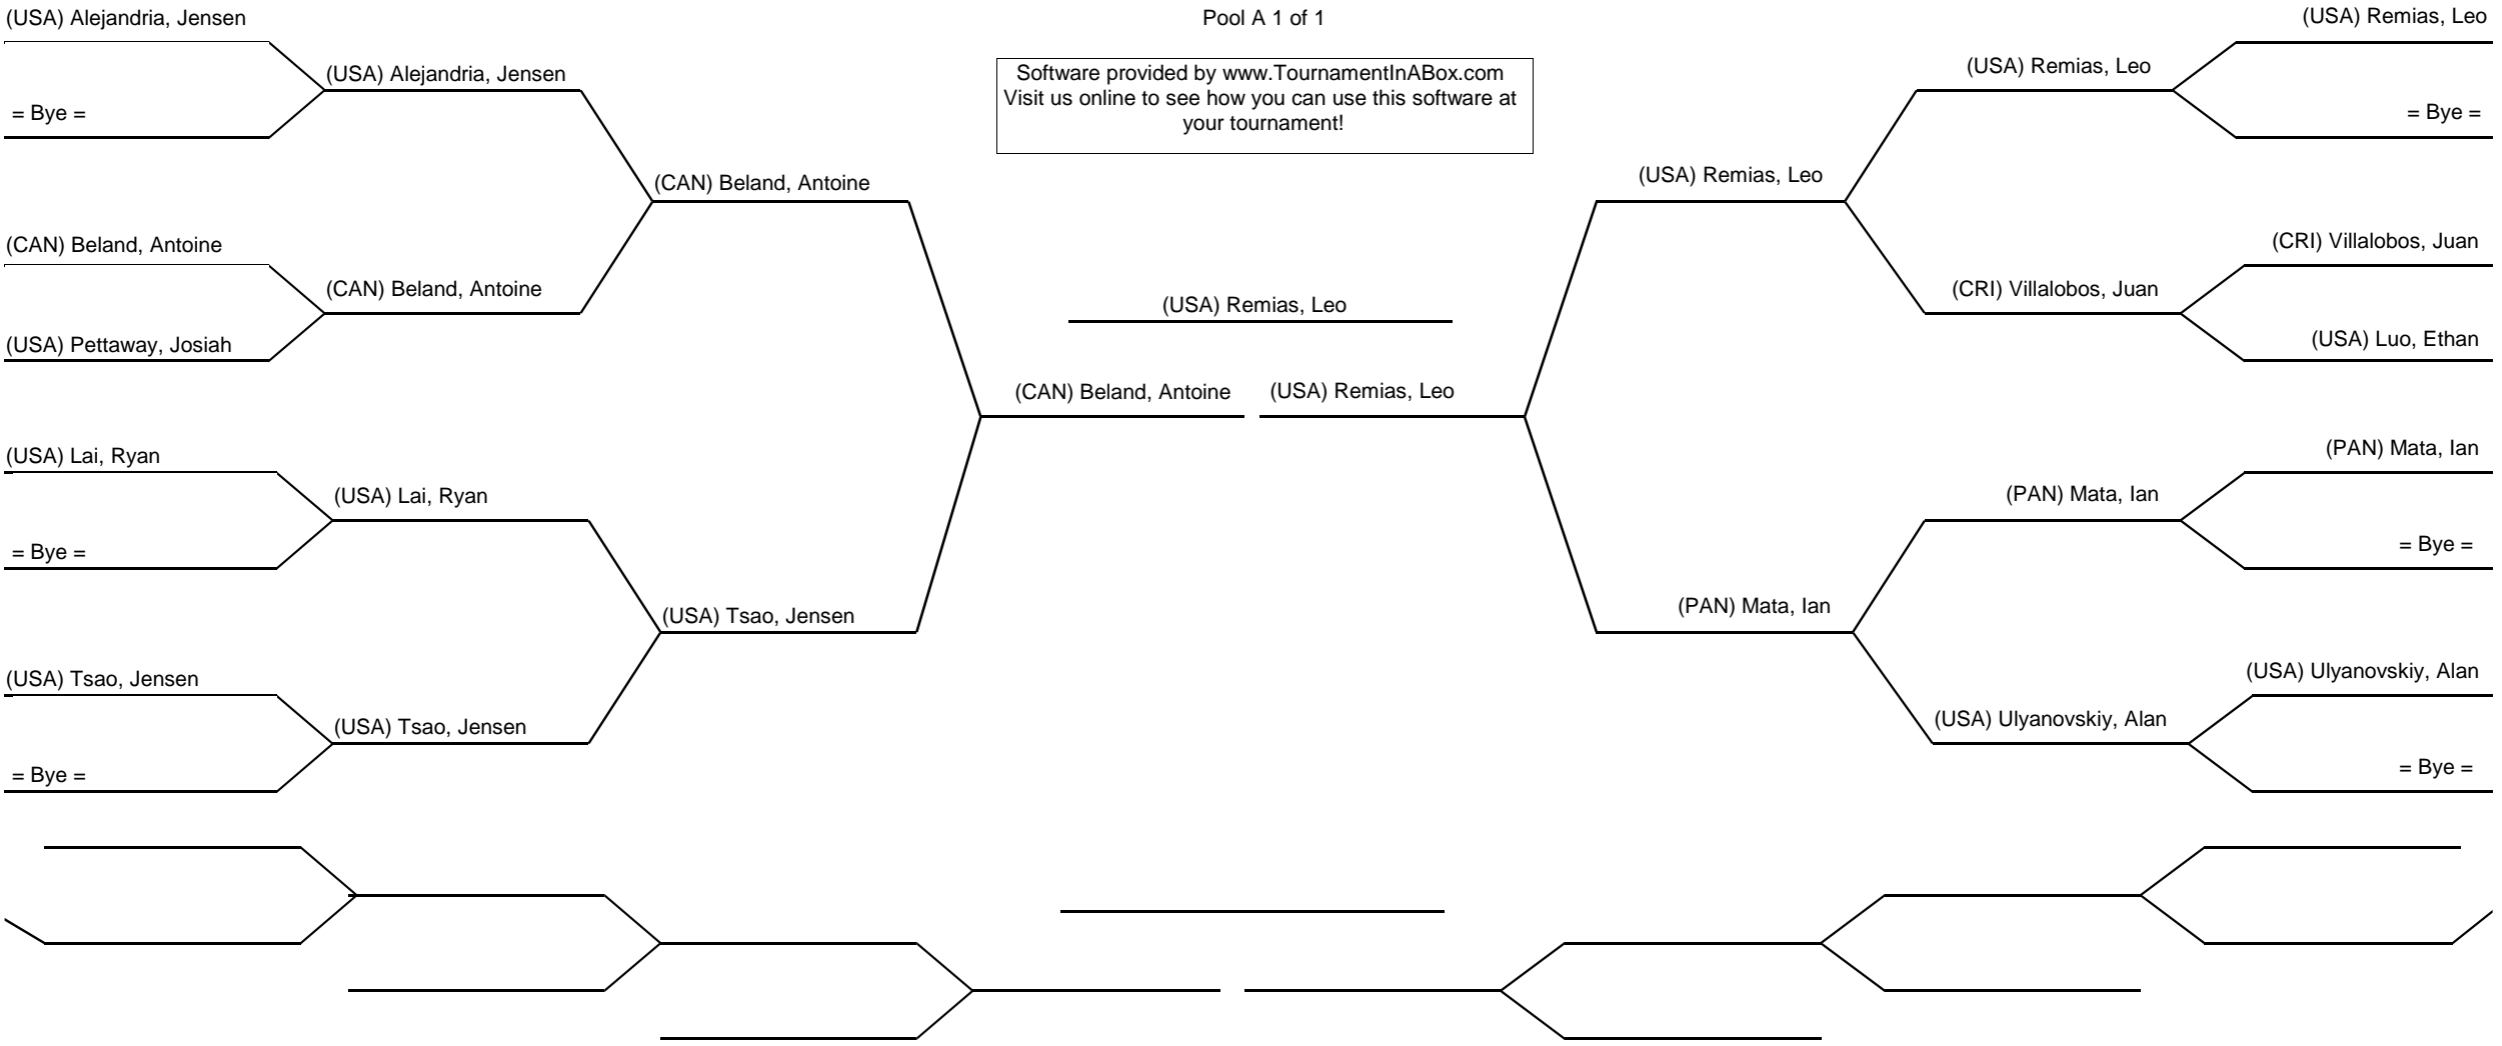 (USA) Alejandria, Jensen
Pool A 1 of 1
(USA) Remias, Leo
Software provided by www.TournamentInABox.com
Visit us online to see how you can use this software at
your tournament!
(USA) Alejandria, Jensen
(USA) Remias, Leo
= Bye =
= Bye =
(CAN) Beland, Antoine
(USA) Remias, Leo
(CAN) Beland, Antoine
(CRI) Villalobos, Juan
(CAN) Beland, Antoine
(CRI) Villalobos, Juan
(USA) Remias, Leo
(USA) Pettaway, Josiah
(USA) Luo, Ethan
(CAN) Beland, Antoine
(USA) Remias, Leo
(USA) Lai, Ryan
(PAN) Mata, Ian
(USA) Lai, Ryan
(PAN) Mata, Ian
= Bye =
= Bye =
(USA) Tsao, Jensen
(PAN) Mata, Ian
(USA) Tsao, Jensen
(USA) Ulyanovskiy, Alan
(USA) Tsao, Jensen
(USA) Ulyanovskiy, Alan
= Bye =
= Bye =